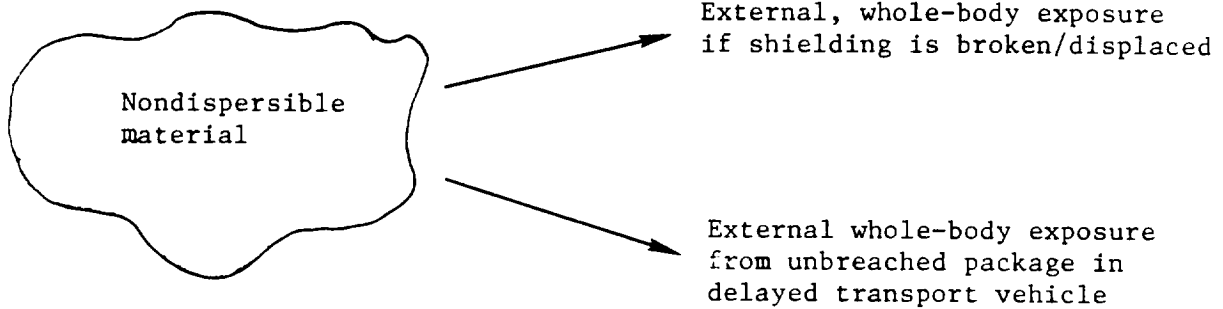 External, whole-body exposure
if shielding is broken/displaced
Nondispersible
material
External whole-body exposure
from unbreached package in
delayed transport vehicle